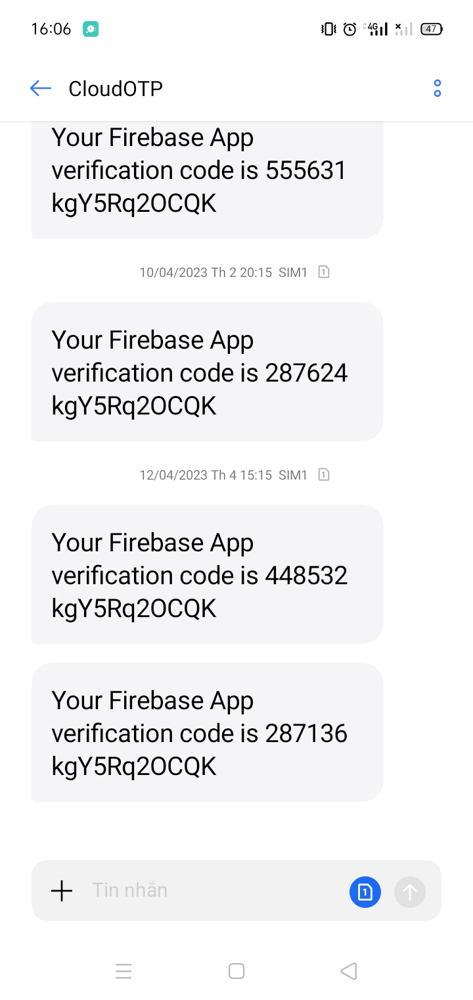 16:06 4G 47
CloudOTP
Your Firebase App
verification code is 555631
kgY5Rq2OCQK
10/04/2023 Th 2 20:15 SIM1 1
Your Firebase App
verification code is 287624
kgY5Rq2OCQK
12/04/2023 Th 4 15:15 SIM1 1
Your Firebase App
verification code is 448532
kgY5Rq2OCQK
Your Firebase App
verification code is 287136
kgY5Rq2OCQK
Tin nhắn 1